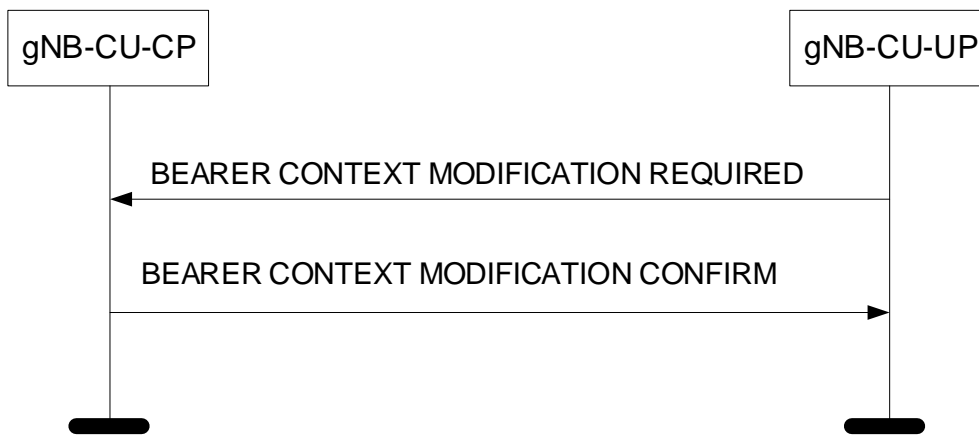 gNB-CU-CP
gNB-CU-UP
BEARER CONTEXT MODIFICATION REQUIRED
BEARER CONTEXT MODIFICATION CONFIRM